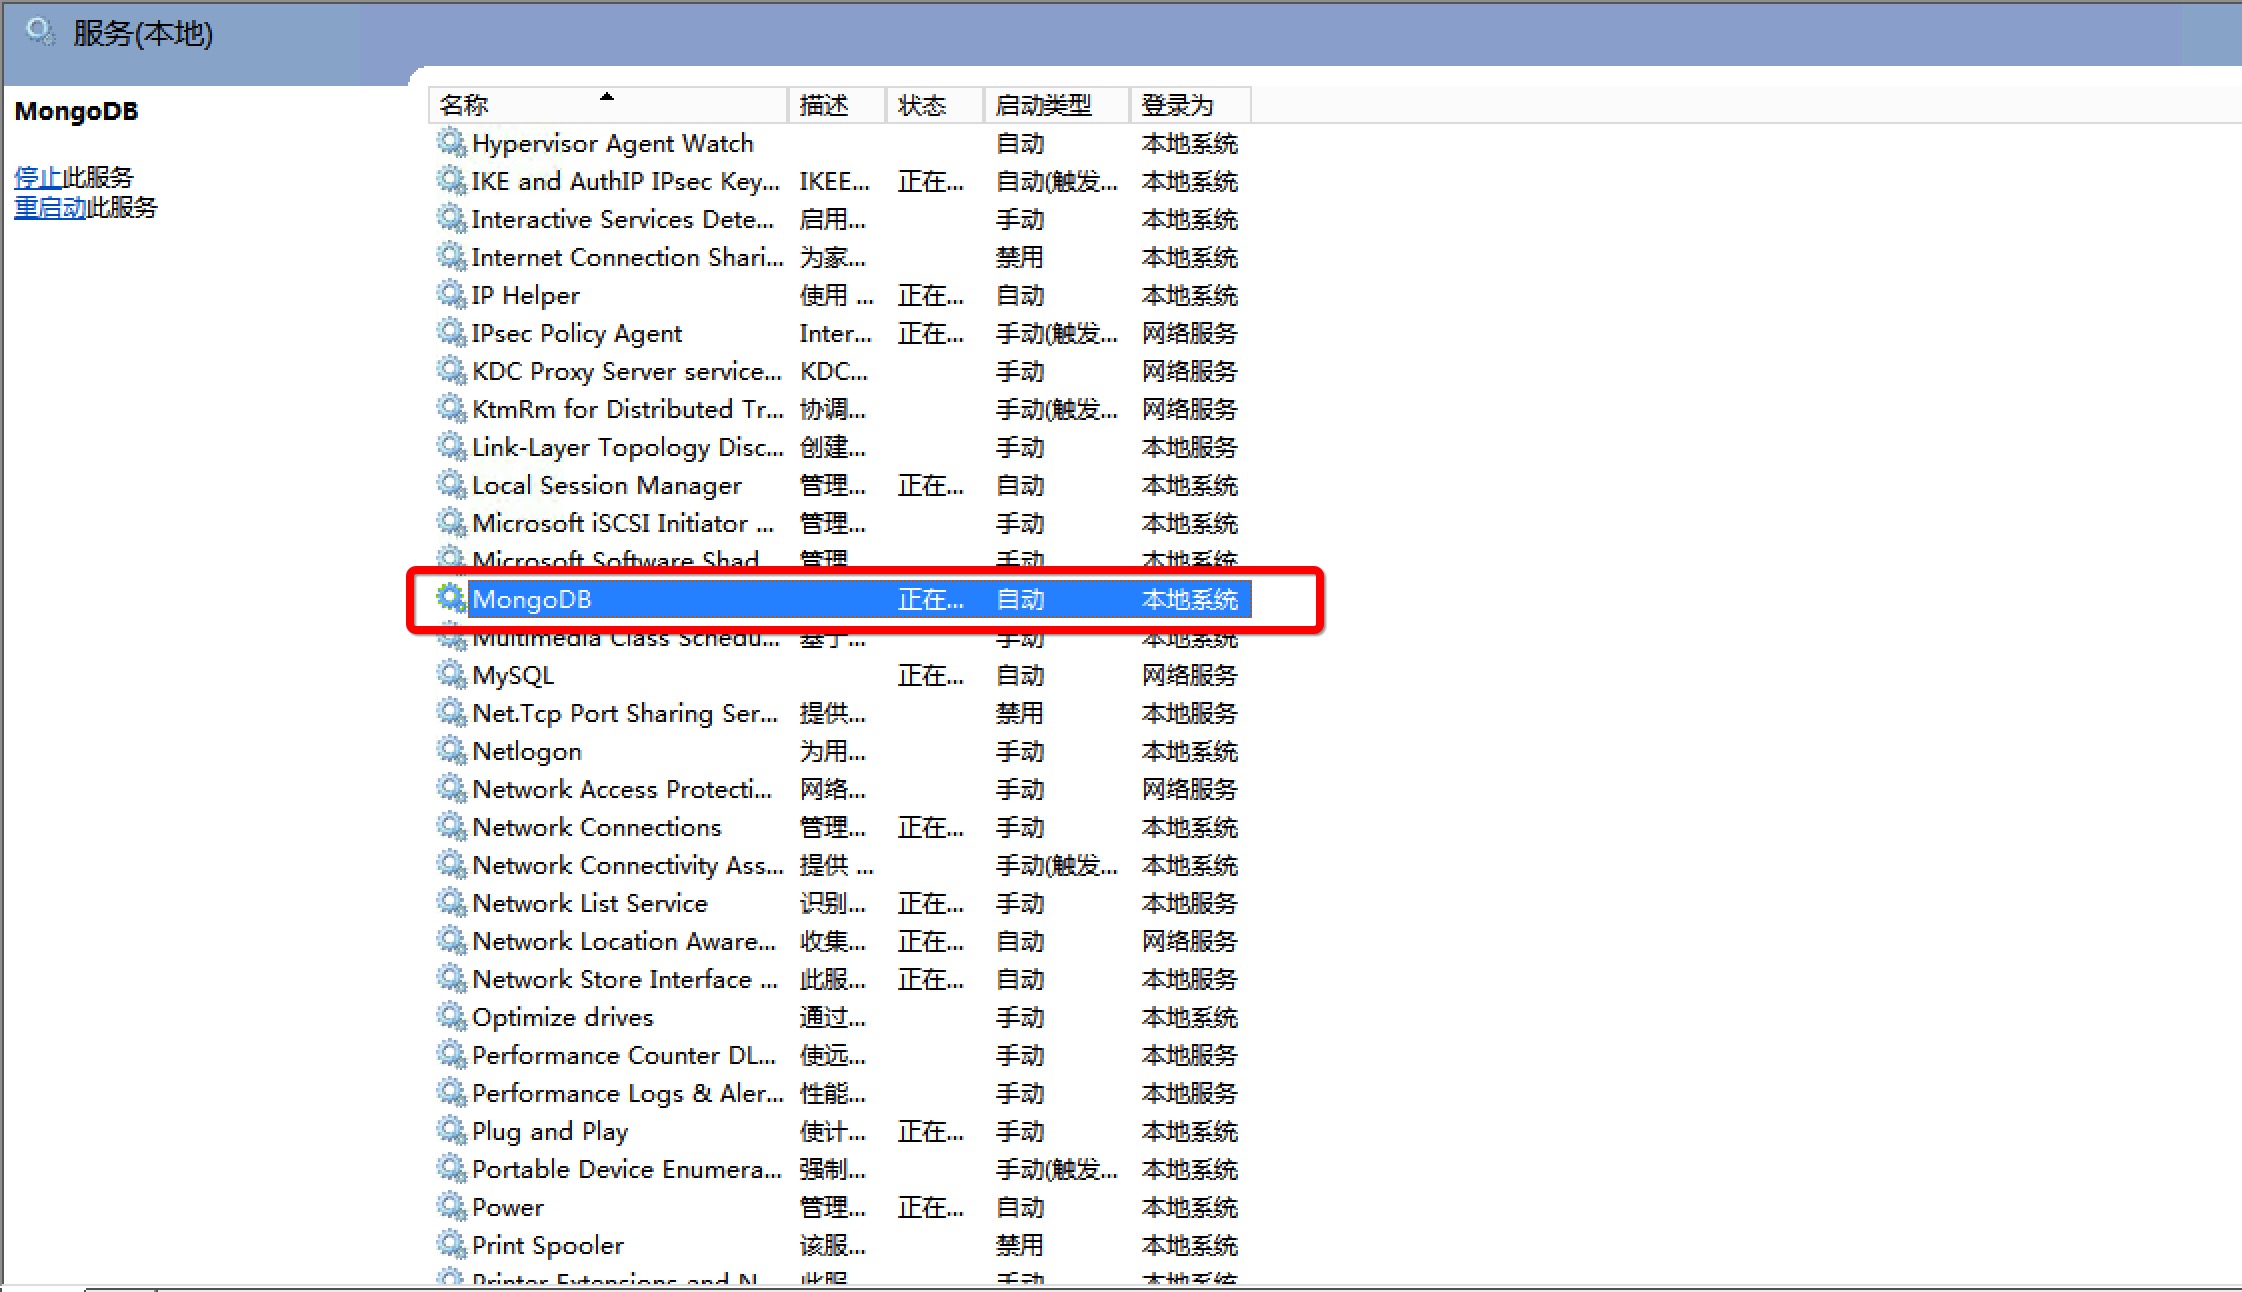 服务(本地)
MongoDB
停止此服务
重启动此服务
名称 描述 状态 启动类型 登录为
Hypervisor Agent Watch 自动 本地系统
IKE and AuthIP IPsec Key... IKEE... 正在... 自动(触发... 本地系统
Interactive Services Dete... 启用... 手动 本地系统
Internet Connection Shari... 为家... 禁用 本地系统
IP Helper 使用 ... 正在... 自动 本地系统
IPsec Policy Agent Inter... 正在... 手动(触发... 网络服务
KDC Proxy Server service... KDC... 手动 网络服务
KtmRm for Distributed Tr... 协调... 手动(触发... 网络服务
Link-Layer Topology Disc... 创建... 手动 本地服务
Local Session Manager 管理... 正在... 自动 本地系统
Microsoft iSCSI Initiator ... 管理... 手动 本地系统
Microsoft Software Shad 管理 手动 本地系统
MongoDB 正在... 自动 本地系统
Multimedia Class Schedu... 基于... 手动 本地系统
MySQL 正在... 自动 网络服务
Net.Tcp Port Sharing Ser... 提供... 禁用 本地服务
Netlogon 为用... 手动 本地系统
Network Access Protecti... 网络... 手动 网络服务
Network Connections 管理... 正在... 手动 本地系统
Network Connectivity Ass... 提供 ... 手动(触发... 本地系统
Network List Service 识别... 正在... 手动 本地服务
Network Location Aware... 收集... 正在... 自动 网络服务
Network Store Interface ... 此服... 正在... 自动 本地服务
Optimize drives 通过... 手动 本地系统
Performance Counter DL... 使远... 手动 本地服务
Performance Logs & Aler... 性能... 手动 本地服务
Plug and Play 使计... 正在... 手动 本地系统
Portable Device Enumera... 强制... 手动(触发... 本地系统
Power 管理... 正在... 自动 本地系统
Print Spooler 该服... 禁用 本地系统
Printer Extensions and N 此服 手动 本地系统